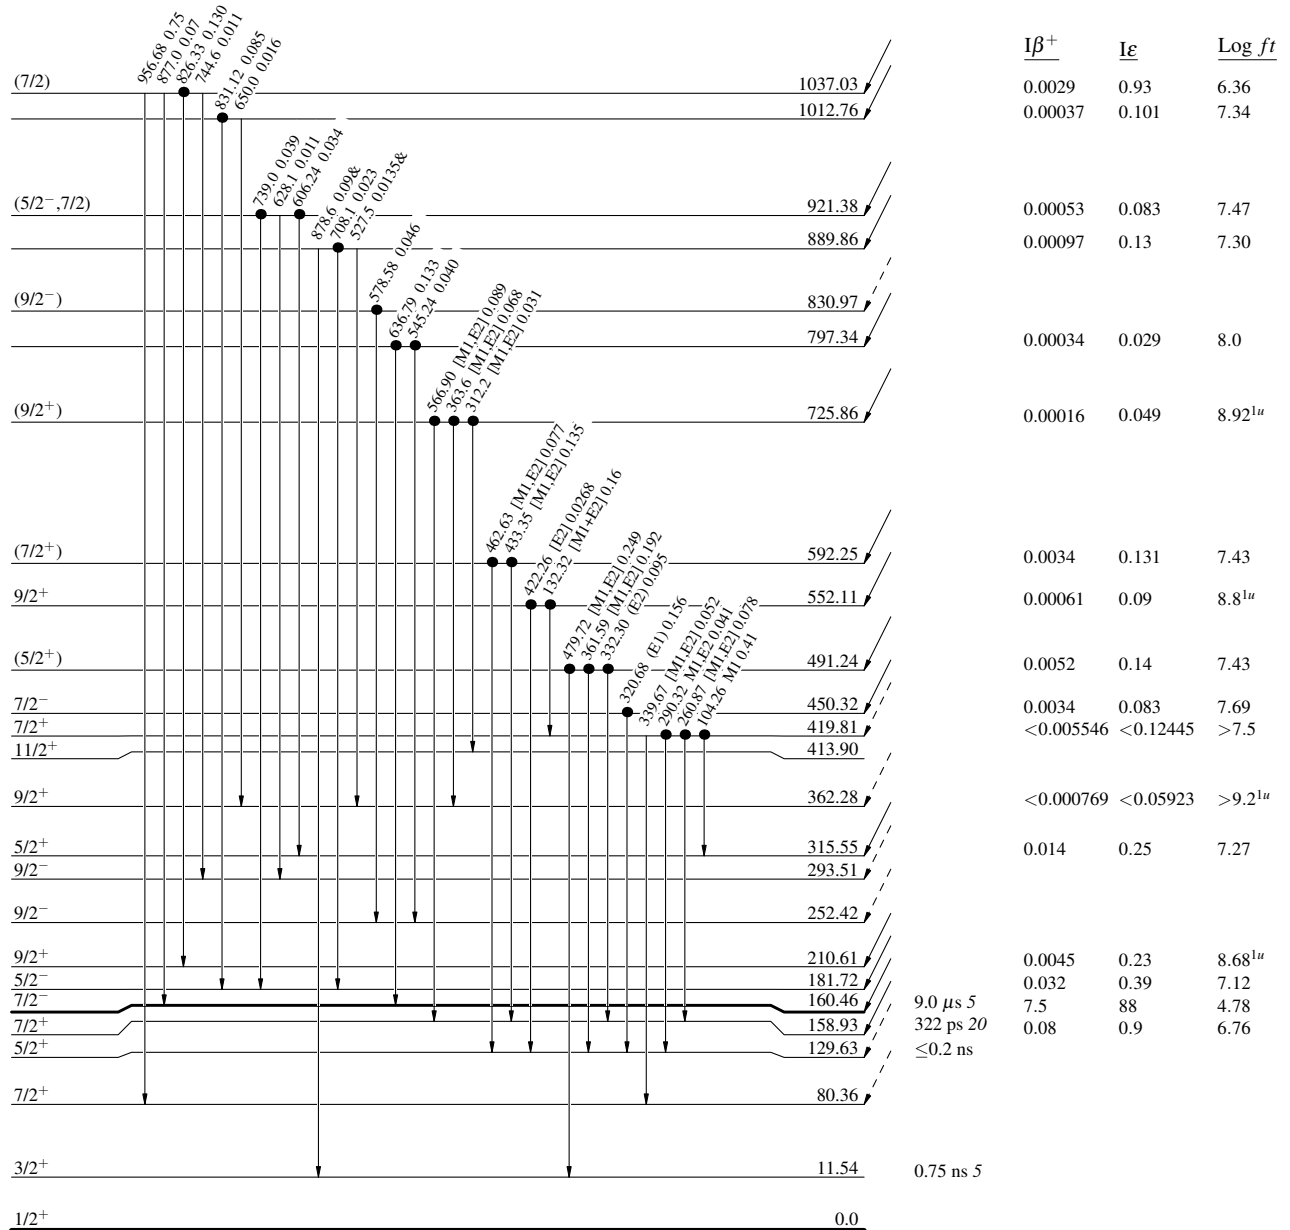 Iβ+ Iε Log ft
956.68 0.75
877.0 0.07
826.33 0.130
744.6 0.011
(7/2) 1037.03 0.0029 0.93 6.36
831.12 0.085
650.0 0.016
1012.76 0.00037 0.101 7.34
739.0 0.039
628.1 0.011
606.24 0.034
(5/2−,7/2) 921.38 0.00053 0.083 7.47
878.6 0.09&
708.1 0.023
527.5 0.0135&
889.86 0.00097 0.13 7.30
578.58 0.046
(9/2−) 830.97
636.79 0.133
545.24 0.040
797.34 0.00034 0.029 8.0
566.90 [M1,E2] 0.089
363.6 [M1,E2] 0.068
312.2 [M1,E2] 0.031
(9/2+) 725.86 0.00016 0.049 8.92 1u
462.63 [M1,E2] 0.077
433.35 [M1,E2] 0.135
(7/2+) 592.25 0.0034 0.131 7.43
422.26 [E2] 0.0268
132.32 [M1+E2] 0.16
9/2+ 552.11 0.00061 0.09 8.8 1u
479.72 [M1,E2] 0.249
361.59 [M1,E2] 0.192
332.30 (E2) 0.095
(5/2+) 491.24 0.0052 0.14 7.43
320.68 (E1) 0.156
7/2− 450.32 0.0034 0.083 7.69
339.67 [M1,E2] 0.052
290.32 M1,E2 0.041
260.87 [M1,E2] 0.078
104.26 M1 0.41
7/2+ 419.81 <0.005546 <0.12445 >7.5
11/2+ 413.90
9/2+ 362.28 <0.000769 <0.05923 >9.2 1u
5/2+ 315.55 0.014 0.25 7.27
9/2− 293.51
9/2− 252.42
9/2+ 210.61 0.0045 0.23 8.68 1u
5/2− 181.72 0.032 0.39 7.12
7/2− 160.46 9.0 μs 5 7.5 88 4.78
7/2+ 158.93 322 ps 20 0.08 0.9 6.76
5/2+ 129.63 ≤0.2 ns
7/2+ 80.36
3/2+ 11.54 0.75 ns 5
1/2+ 0.0